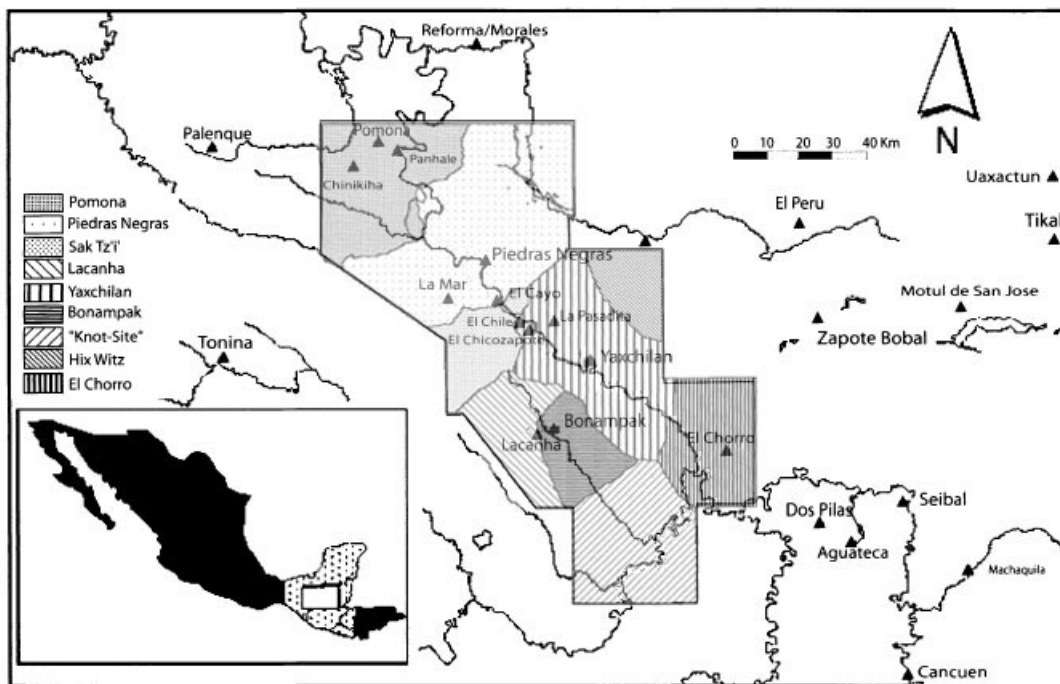 Reforma/Morales
N
Palenque
Pomona
Panhale
Chinikiha
0 10 20 30 40 Km
Uaxactun
El Peru
Tikal
Pomona
Piedras Negras
Sak Tz'i'
Lacanha
Yaxchilan
Bonampak
"Knot-Site"
Hix Witz
El Chorro
Piedras Negras
La Mar
El Cayo
El Chile
La Pasadita
El Chicozapote
Motul de San Jose
Zapote Bobal
Tonina
Yaxchilan
Bonampak
Lacanha
El Chorro
Dos Pilas
Seibal
Aguateca
Machaquila
Cancuen